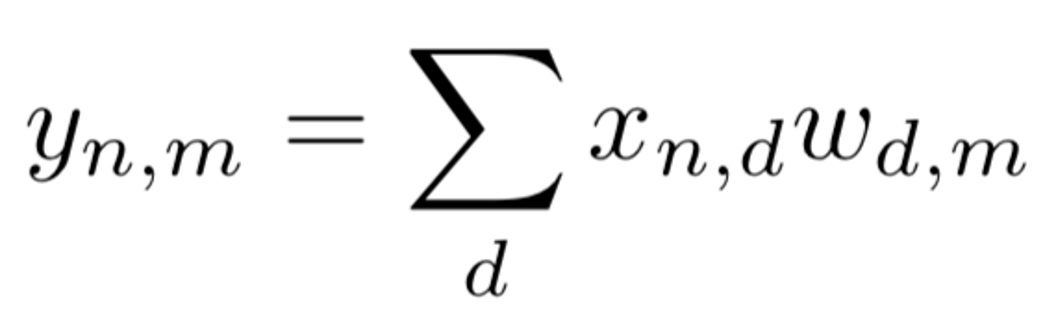 y_{n,m} = \sum_{d} x_{n,d} w_{d,m}